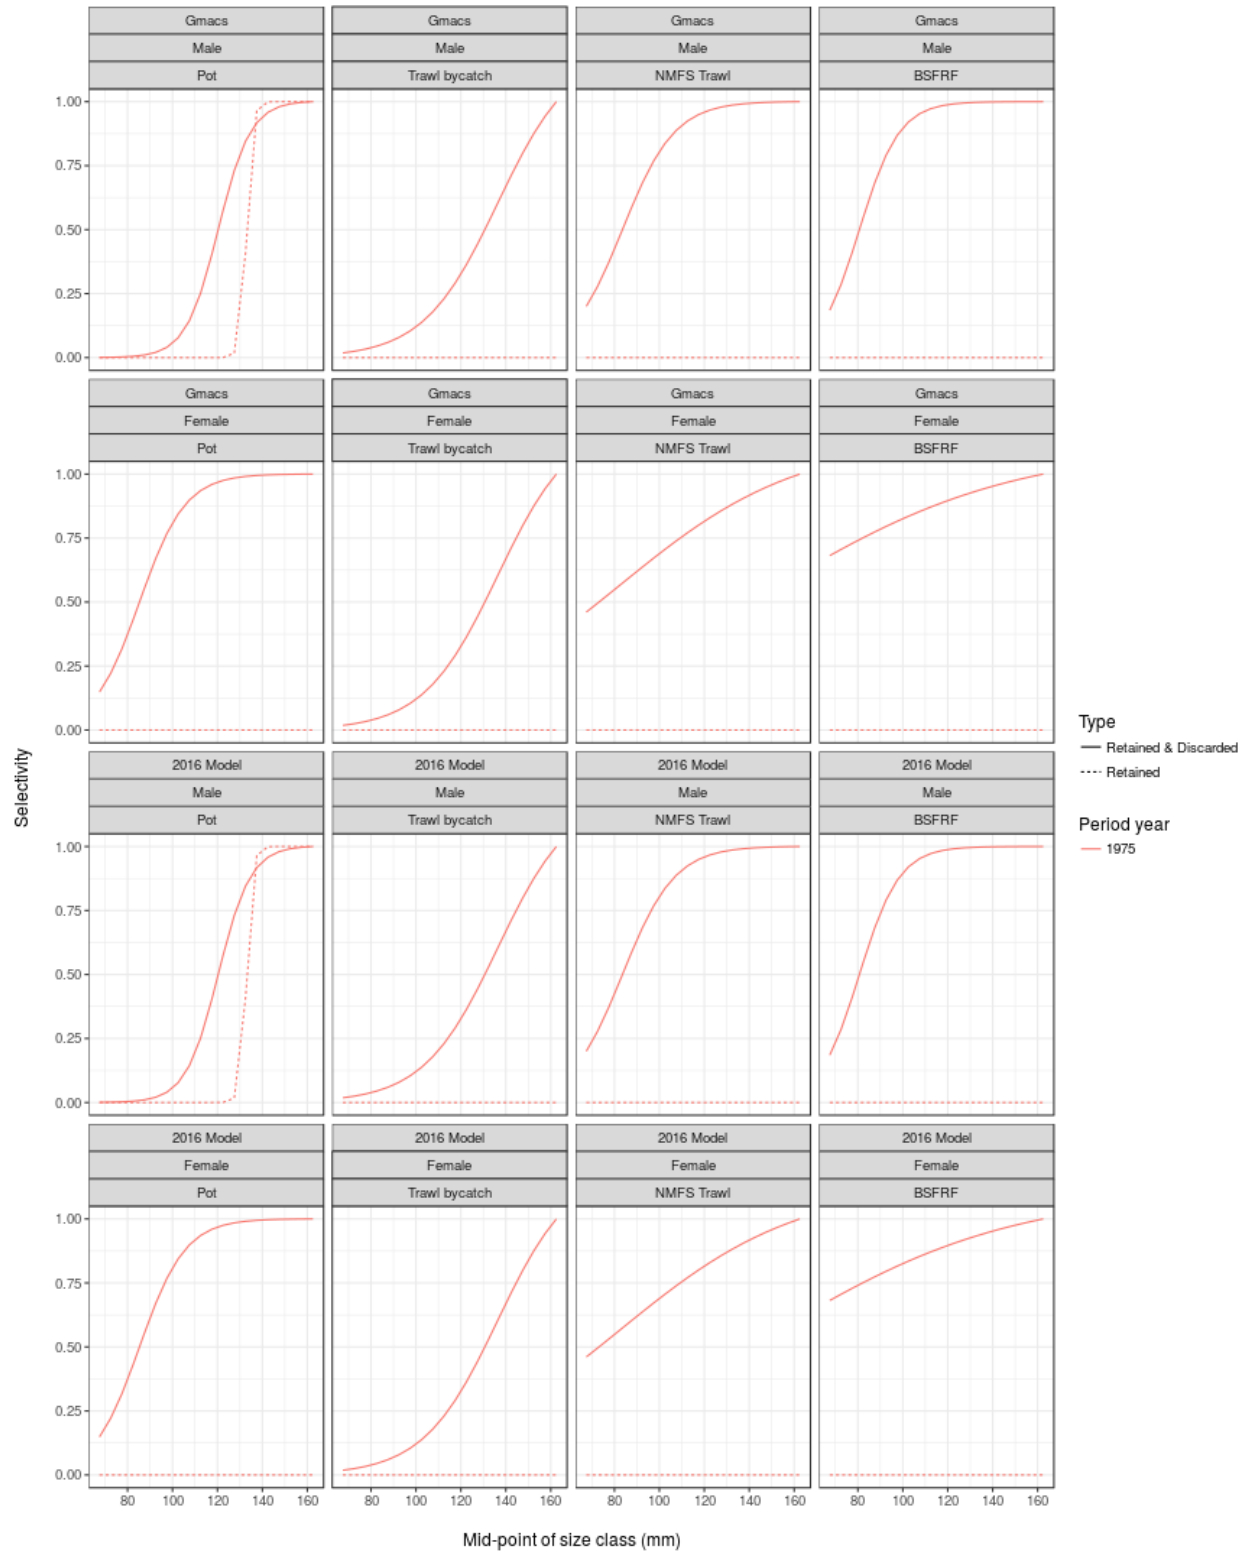 Gmacs Gmacs Gmacs Gmacs
Male Male Male Male
Pot Trawl bycatch NMFS Trawl BSFRF
1.00
0.75
0.50
0.25
0.00
Gmacs Gmacs Gmacs Gmacs
Female Female Female Female
Pot Trawl bycatch NMFS Trawl BSFRF
1.00
0.75
0.50
0.25
0.00
2016 Model 2016 Model 2016 Model 2016 Model
Male Male Male Male
Pot Trawl bycatch NMFS Trawl BSFRF
1.00
0.75
0.50
0.25
0.00
2016 Model 2016 Model 2016 Model 2016 Model
Female Female Female Female
Pot Trawl bycatch NMFS Trawl BSFRF
1.00
0.75
0.50
0.25
0.00
80 100 120 140 160 80 100 120 140 160 80 100 120 140 160 80 100 120 140 160
Mid-point of size class (mm)
Selectivity
Type
Retained & Discarded
Retained
Period year
1975